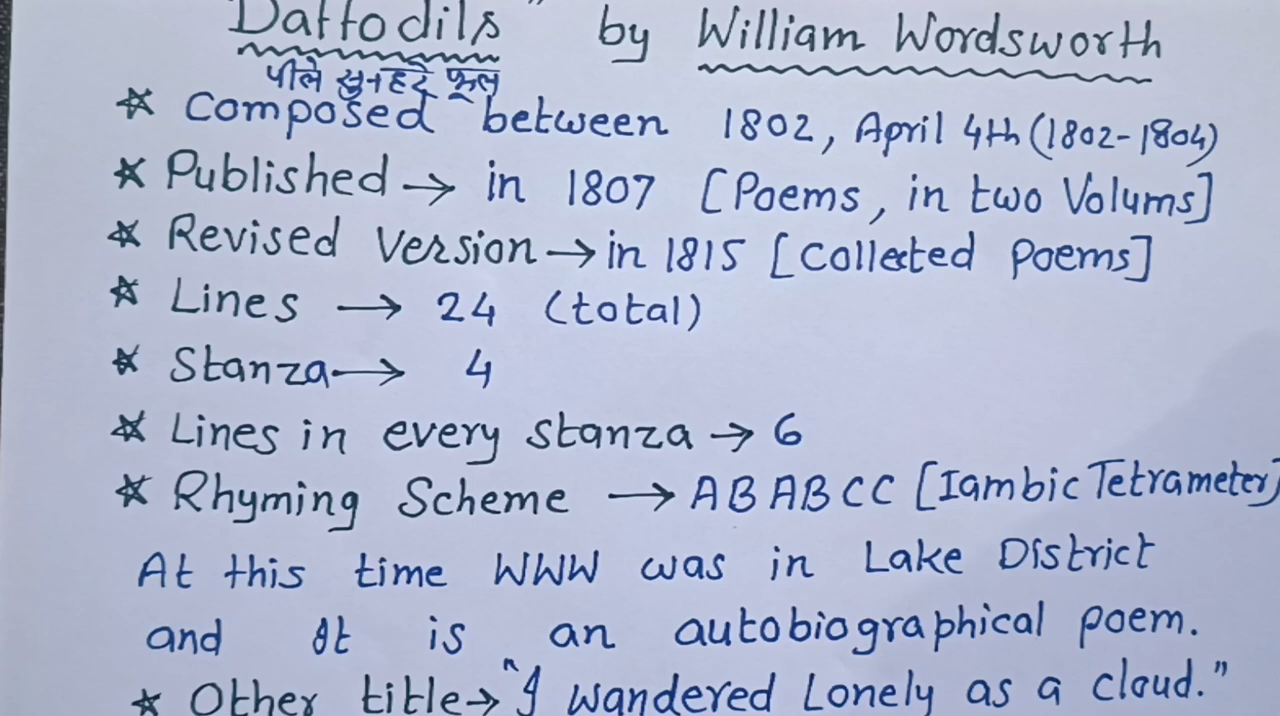 Daffodils" by William Wordsworth
पीले सुनहरे फूल
★ Composed between 1802, April 4th (1802-1804)
★ Published → in 1807 [Poems, in two Volums]
★ Revised Version → in 1815 [Collected Poems]
★ Lines → 24 (total)
★ Stanza → 4
★ Lines in every stanza → 6
★ Rhyming Scheme → ABABCC [Iambic Tetrameter]
At this time WWW was in Lake District
and It is an autobiographical poem.
★ Other title → "I wandered Lonely as a cloud."